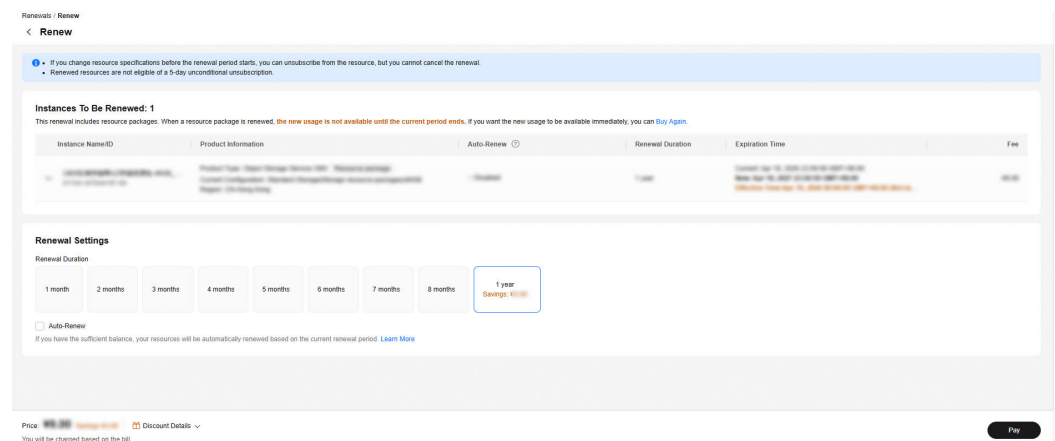 Renewals / Renew
< Renew
• If you change resource specifications before the renewal period starts, you can unsubscribe from the resource, but you cannot cancel the renewal.
• Renewed resources are not eligible of a 5-day unconditional unsubscription.
Instances To Be Renewed: 1
This renewal includes resource packages. When a resource package is renewed, the new usage is not available until the current period ends. If you want the new usage to be available immediately, you can Buy Again.
Instance Name/ID Product Information Auto-Renew Renewal Duration Expiration Time Fee
Renewal Settings
Renewal Duration
1 month 2 months 3 months 4 months 5 months 6 months 7 months 8 months 1 year
Savings: ¥
Auto-Renew
If you have the sufficient balance, your resources will be automatically renewed based on the current renewal period. Learn More
Price: Discount Details
You will be charged based on the bill
Pay